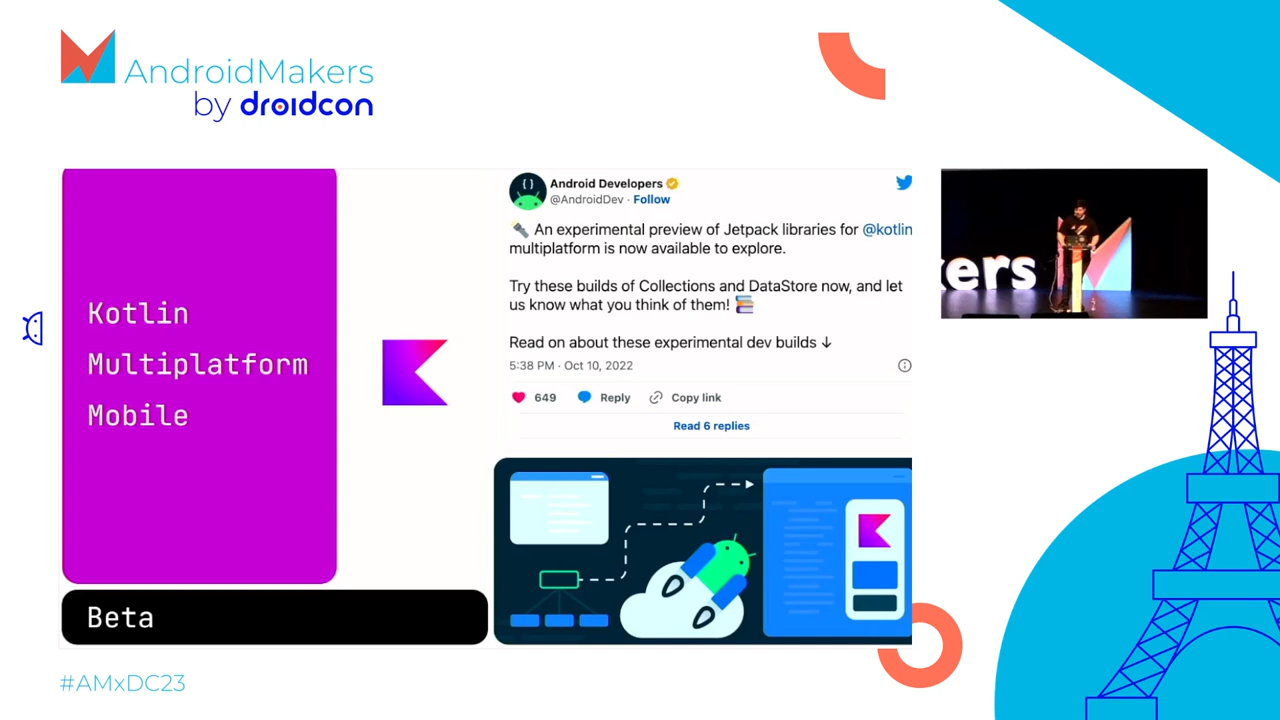 AndroidMakers
by droidcon
Kotlin
Multiplatform
Mobile
Beta
Android Developers
@AndroidDev · Follow
An experimental preview of Jetpack libraries for @kotlin
multiplatform is now available to explore.
Try these builds of Collections and DataStore now, and let
us know what you think of them!
Read on about these experimental dev builds ↓
5:38 PM · Oct 10, 2022
649 Reply Copy link
Read 6 replies
kers
#AMxDC23